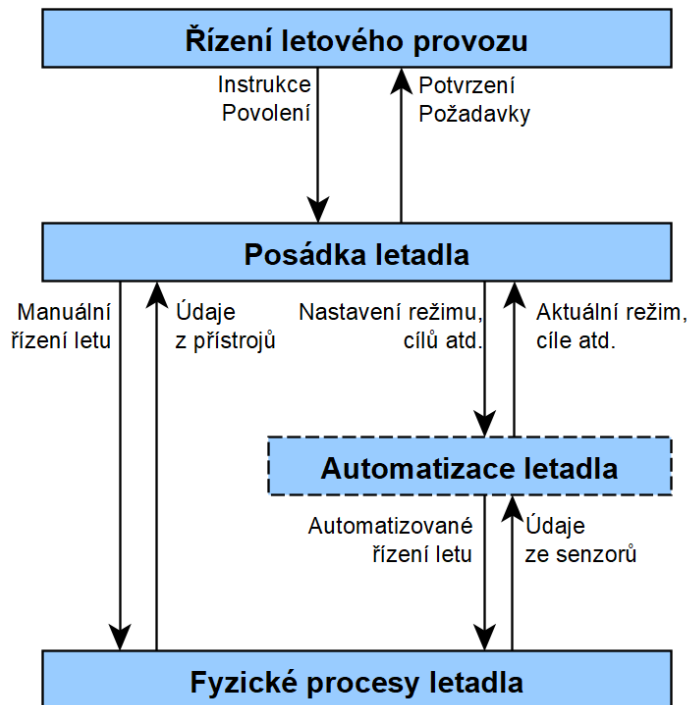 Řízení letového provozu
Instrukce
Povolení
Potvrzení
Požadavky
Posádka letadla
Manuální
řízení letu
Údaje
z přístrojů
Nastavení režimu,
cílů atd.
Aktuální režim,
cíle atd.
Automatizace letadla
Automatizované
řízení letu
Údaje
ze senzorů
Fyzické procesy letadla